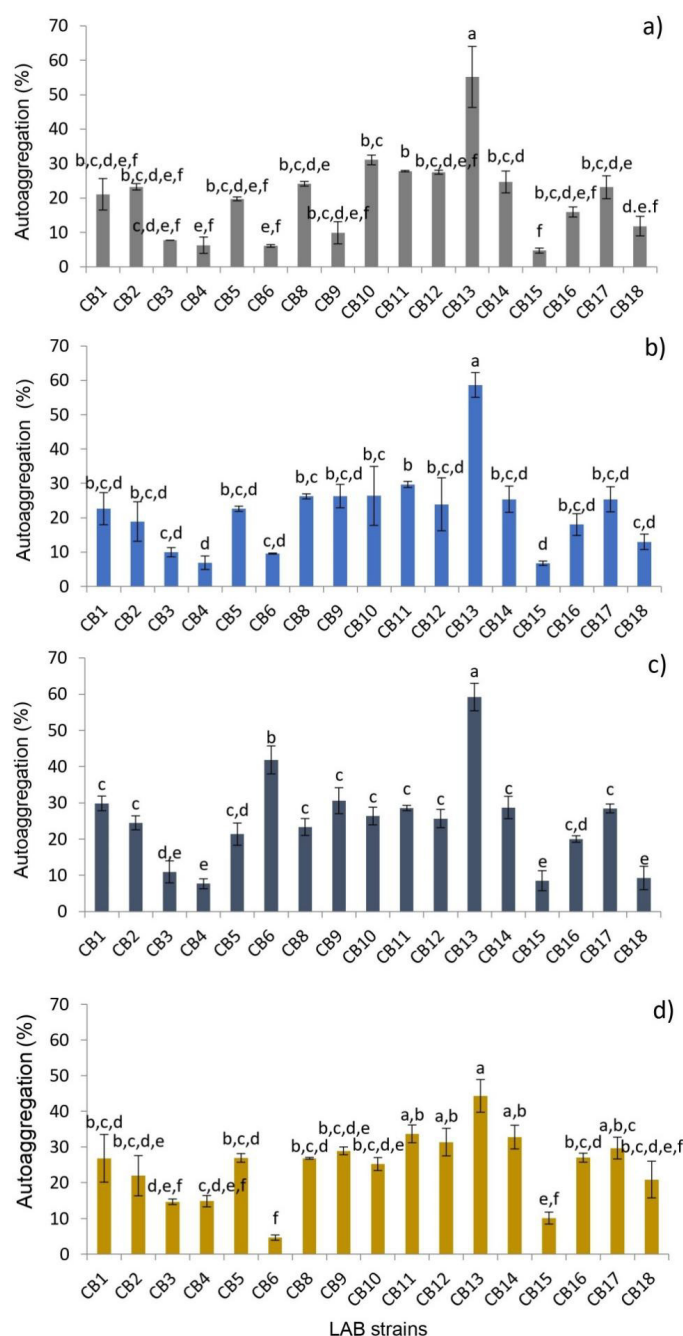 a)
Autoaggregation (%)
70
60
50
40
30
20
10
0
b,c,d,e,f
b,c,d,e,f
c,d,e,f
e,f
b,c,d,e,f
e,f
b,c,d,e
b,c,d,e,f
b,c
b
b,c,d,e,f
a
b,c,d
f
b,c,d,e,f
b,c,d,e
d.e.f
CB1 CB2 CB3 CB4 CB5 CB6 CB8 CB9 CB10 CB11 CB12 CB13 CB14 CB15 CB16 CB17 CB18
b)
Autoaggregation (%)
70
60
50
40
30
20
10
0
b,c,d
b,c,d
c,d
d
b,c,d
c,d
b,c
b,c,d
b,c
b
b,c,d
a
b,c,d
d
b,c,d
b,c,d
c,d
CB1 CB2 CB3 CB4 CB5 CB6 CB8 CB9 CB10 CB11 CB12 CB13 CB14 CB15 CB16 CB17 CB18
c)
Autoaggregation (%)
70
60
50
40
30
20
10
0
c
c
d,e
e
c,d
b
c
c
c
c
c
a
c
e
c,d
c
e
CB1 CB2 CB3 CB4 CB5 CB6 CB8 CB9 CB10 CB11 CB12 CB13 CB14 CB15 CB16 CB17 CB18
d)
Autoaggregation (%)
70
60
50
40
30
20
10
0
b,c,d
b,c,d,e
d,e,f
c,d,e,f
b,c,d
f
b,c,d
b,c,d,e
b,c,d,e
a,b
a,b
a
a,b
e,f
b,c,d
a,b,c
b,c,d,e,f
CB1 CB2 CB3 CB4 CB5 CB6 CB8 CB9 CB10 CB11 CB12 CB13 CB14 CB15 CB16 CB17 CB18
LAB strains